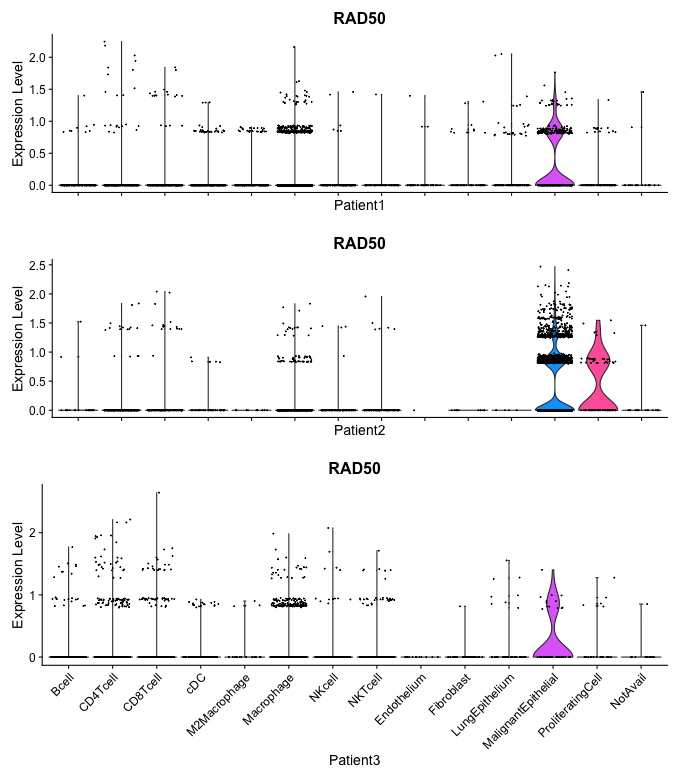 RAD50
Expression Level
2.0
1.5
1.0
0.5
0.0
Patient1
RAD50
Expression Level
2.5
2.0
1.5
1.0
0.5
0.0
Patient2
RAD50
Expression Level
2
1
0
Bcell
CD4Tcell
CD8Tcell
cDC
M2Macrophage
Macrophage
NKcell
NKTcell
Endothelium
Fibroblast
LungEpithelium
MalignantEpithelial
ProliferatingCell
NotAvail
Patient3